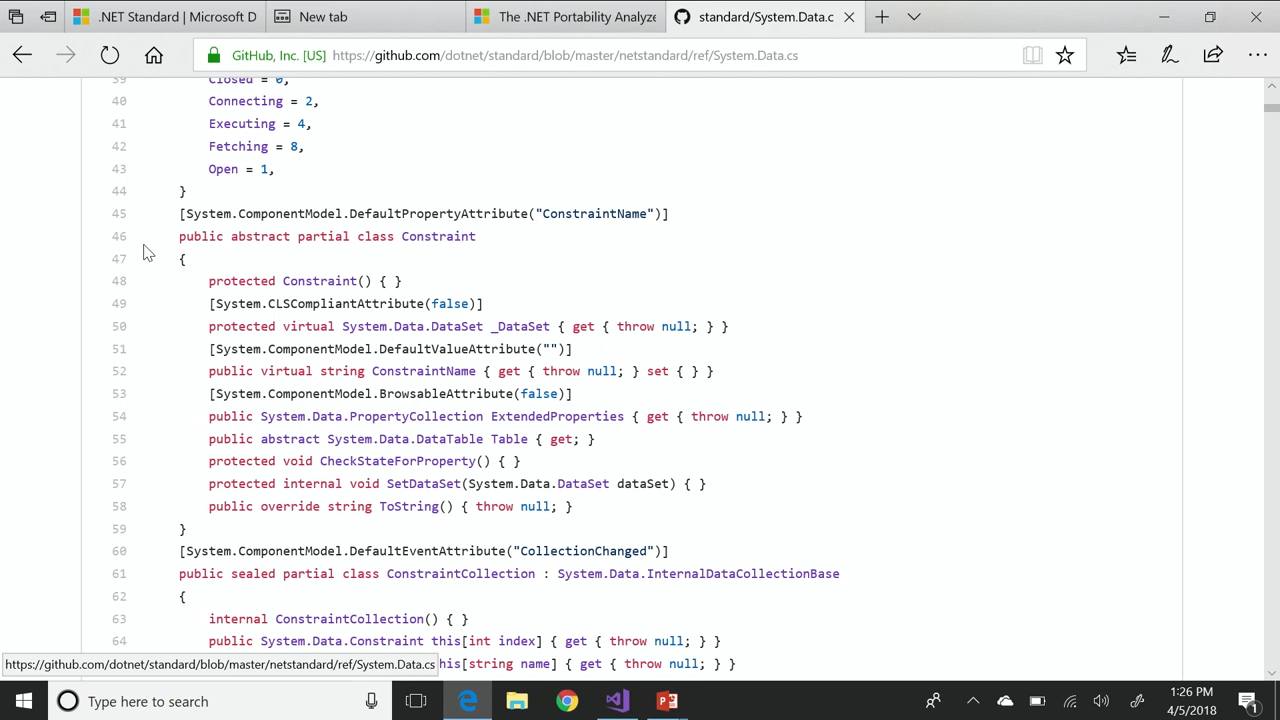 .NET Standard | Microsoft D
New tab
The .NET Portability Analyze
standard/System.Data.c
GitHub, Inc. [US] https://github.com/dotnet/standard/blob/master/netstandard/ref/System.Data.cs
39 Closed = 0,
40 Connecting = 2,
41 Executing = 4,
42 Fetching = 8,
43 Open = 1,
44 }
45 [System.ComponentModel.DefaultPropertyAttribute("ConstraintName")]
46 public abstract partial class Constraint
47 {
48 protected Constraint() { }
49 [System.CLSCompliantAttribute(false)]
50 protected virtual System.Data.DataSet _DataSet { get { throw null; } }
51 [System.ComponentModel.DefaultValueAttribute("")]
52 public virtual string ConstraintName { get { throw null; } set { } }
53 [System.ComponentModel.BrowsableAttribute(false)]
54 public System.Data.PropertyCollection ExtendedProperties { get { throw null; } }
55 public abstract System.Data.DataTable Table { get; }
56 protected void CheckStateForProperty() { }
57 protected internal void SetDataSet(System.Data.DataSet dataSet) { }
58 public override string ToString() { throw null; }
59 }
60 [System.ComponentModel.DefaultEventAttribute("CollectionChanged")]
61 public sealed partial class ConstraintCollection : System.Data.InternalDataCollectionBase
62 {
63 internal ConstraintCollection() { }
64 public System.Data.Constraint this[int index] { get { throw null; } }
https://github.com/dotnet/standard/blob/master/netstandard/ref/System.Data.cs his[string name] { get { throw null; } }
Type here to search
1:26 PM
4/5/2018
1